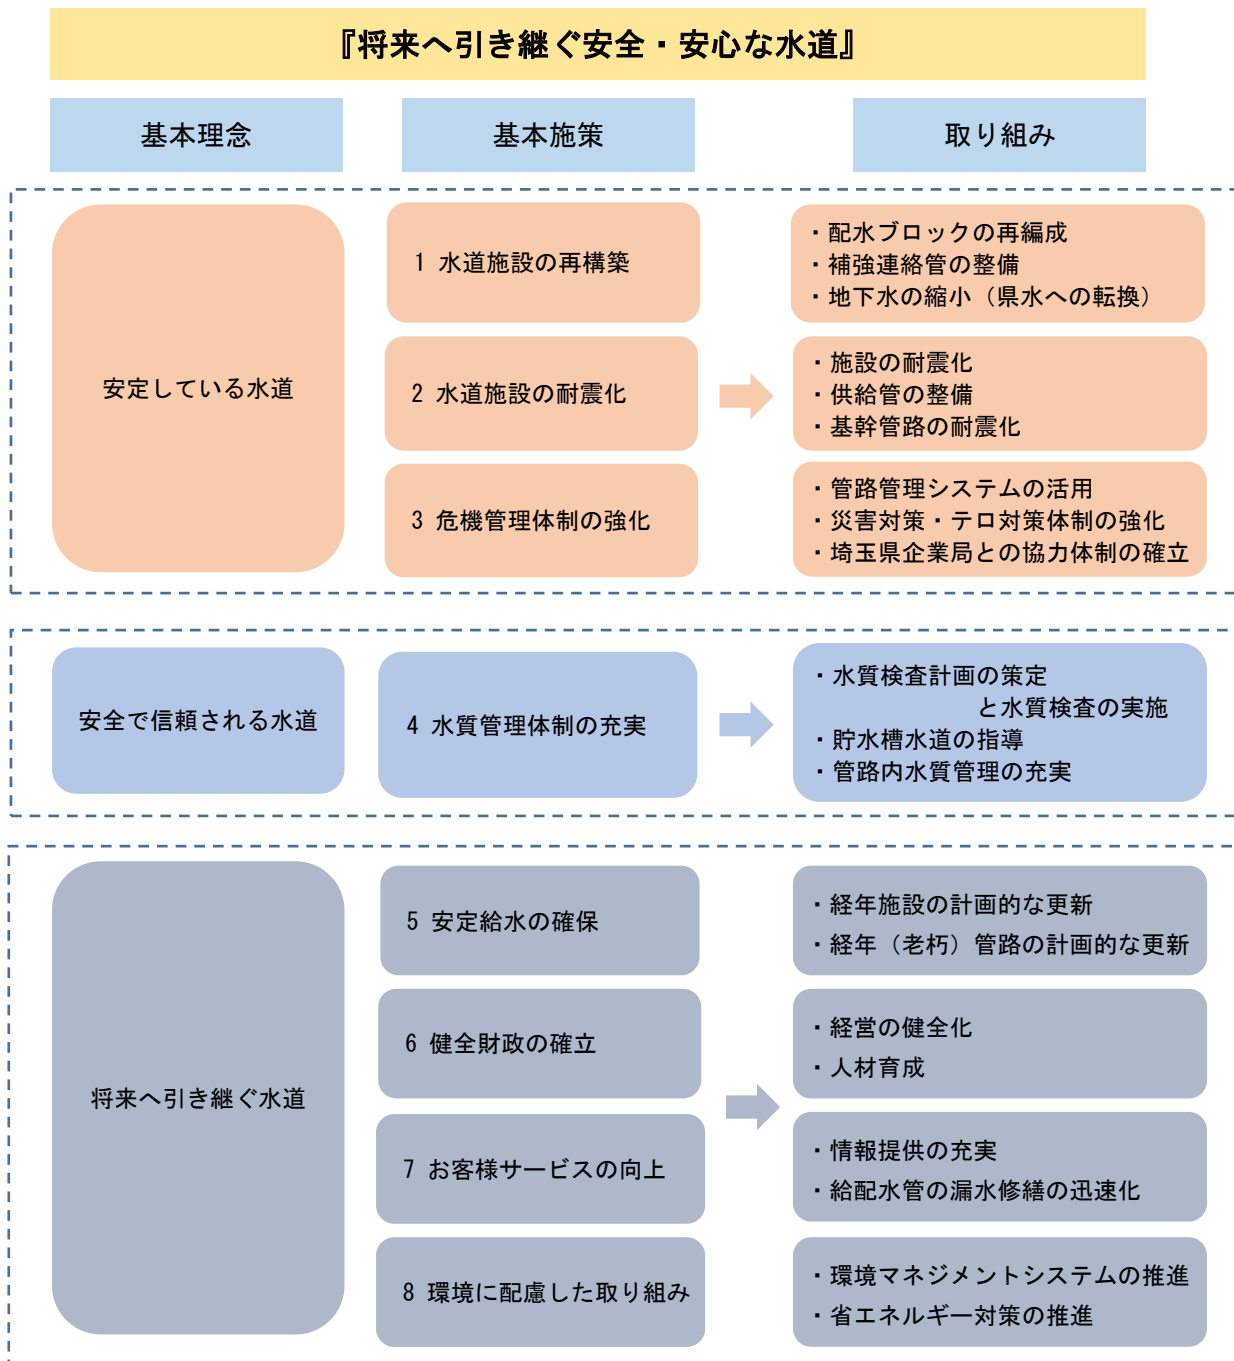 『将来へ引き継ぐ安全・安心な水道』
基本理念
基本施策
取り組み
安定している水道
1 水道施設の再構築
・配水ブロックの再編成
・補強連絡管の整備
・地下水の縮小（県水への転換）
2 水道施設の耐震化
・施設の耐震化
・供給管の整備
・基幹管路の耐震化
3 危機管理体制の強化
・管路管理システムの活用
・災害対策・テロ対策体制の強化
・埼玉県企業局との協力体制の確立
安全で信頼される水道
4 水質管理体制の充実
・水質検査計画の策定
と水質検査の実施
・貯水槽水道の指導
・管路内水質管理の充実
将来へ引き継ぐ水道
5 安定給水の確保
・経年施設の計画的な更新
・経年（老朽）管路の計画的な更新
6 健全財政の確立
・経営の健全化
・人材育成
7 お客様サービスの向上
・情報提供の充実
・給配水管の漏水修繕の迅速化
8 環境に配慮した取り組み
・環境マネジメントシステムの推進
・省エネルギー対策の推進